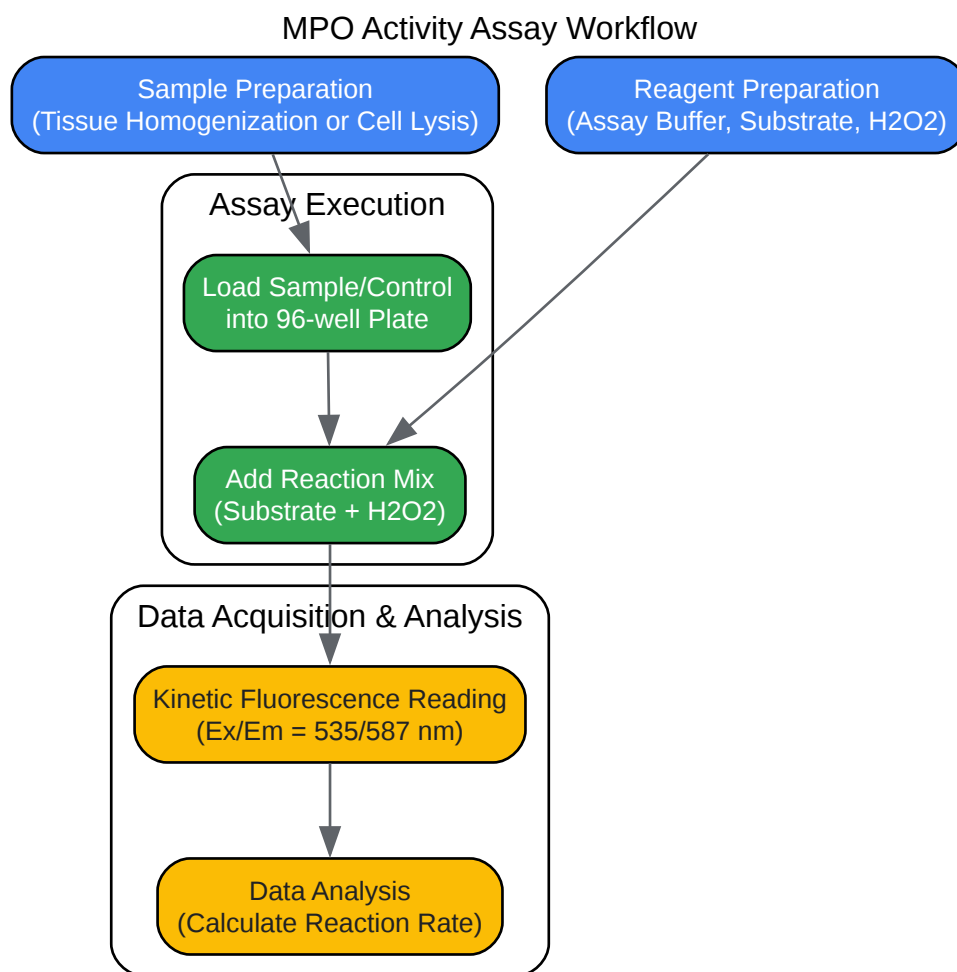 MPO Activity Assay Workflow
Sample Preparation
(Tissue Homogenization or Cell Lysis)
Reagent Preparation
(Assay Buffer, Substrate, H2O2)
Assay Execution
Load Sample/Control
into 96-well Plate
Add Reaction Mix
(Substrate + H2O2)
Data Acquisition & Analysis
Kinetic Fluorescence Reading
(Ex/Em = 535/587 nm)
Data Analysis
(Calculate Reaction Rate)